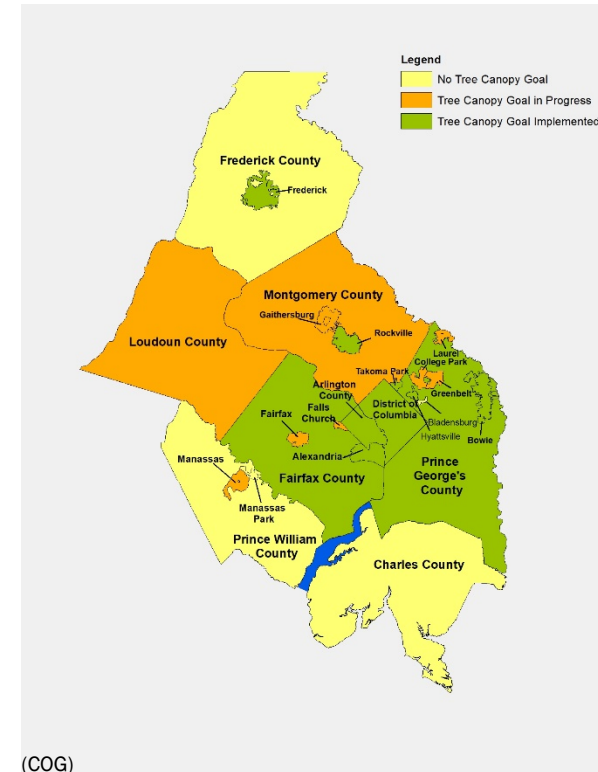 Legend
No Tree Canopy Goal
Tree Canopy Goal in Progress
Tree Canopy Goal Implemented
Frederick County
Frederick
Montgomery County
Gaithersburg
Rockville
Loudoun County
Laurel
College Park
Takoma Park
Greenbelt
Arlington
County
District of
Columbia
Fairfax
Falls
Church
Bladensburg
Hyattsville
Bowie
Alexandria
Manassas
Fairfax County
Prince
George's
County
Manassas
Park
Prince William
County
Charles County
(COG)